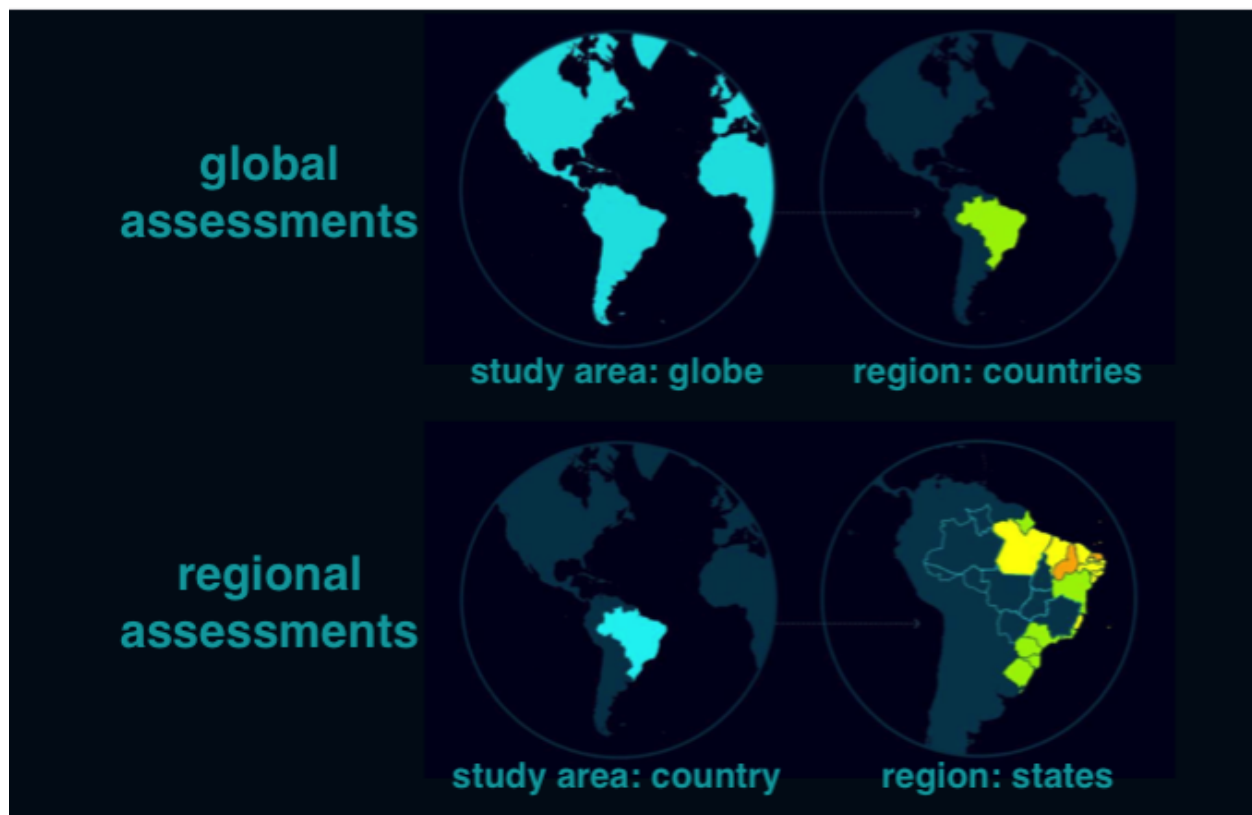 global
assessments
study area: globe
region: countries
regional
assessments
study area: country
region: states